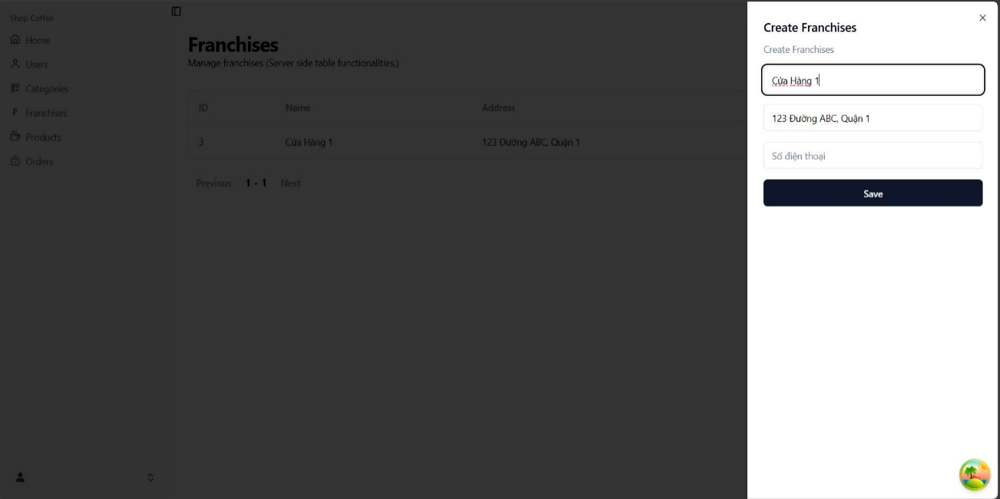 Shop Coffee
Home
Users
Categories
Franchises
Products
Orders
Franchises
Manage franchises (Server side table functionalities.)
ID Name Address
3 Cửa Hàng 1 123 Đường ABC, Quận 1
Previous 1 - 1 Next
Create Franchises
Create Franchises
Cửa Hàng 1
123 Đường ABC, Quận 1
Số điện thoại
Save